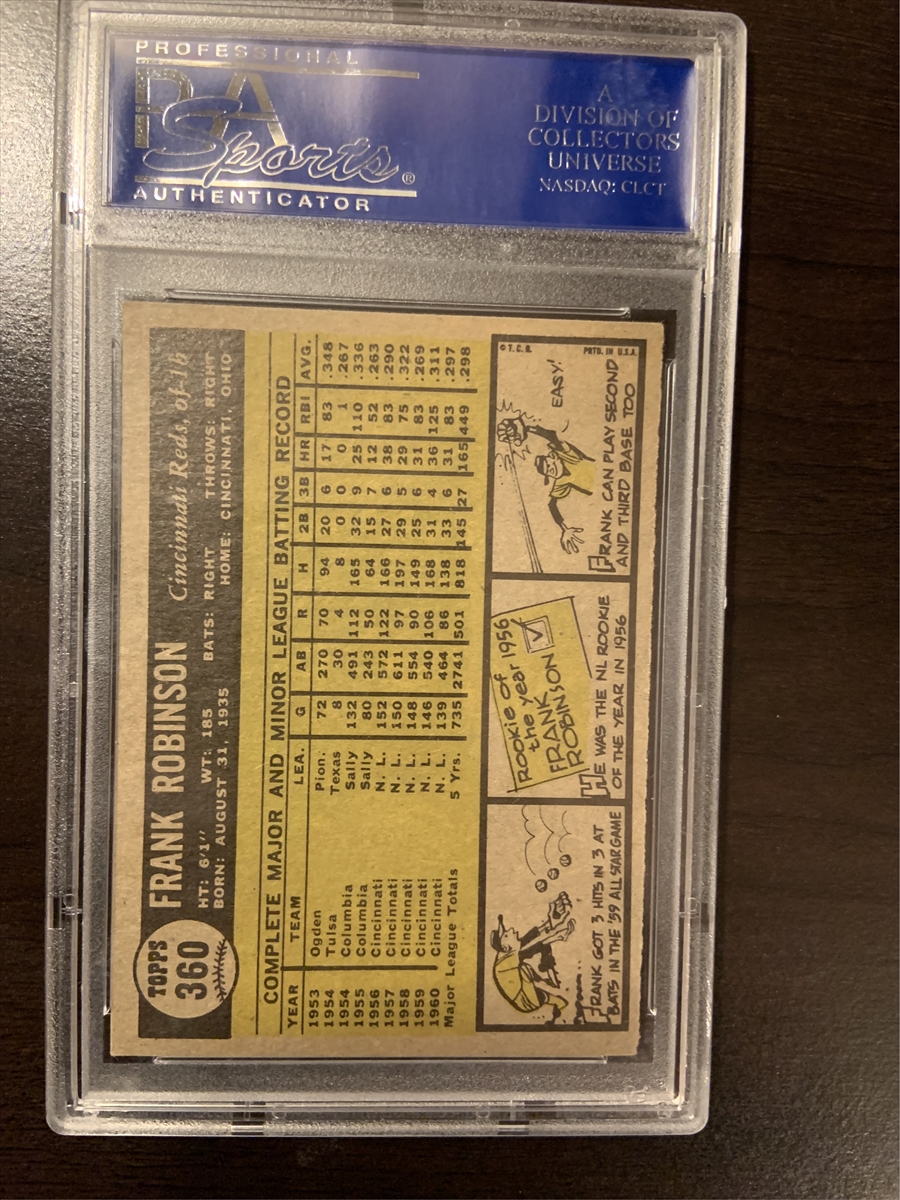 PROFESSIONAL
PSA
Sports®
AUTHENTICATOR
A
DIVISION OF
COLLECTORS
UNIVERSE
NASDAQ: CLCT
TOPPS
360
FRANK ROBINSON Cincinnati Reds, of-1b
HT: 6'1" WT: 185 BATS: RIGHT THROWS: RIGHT
BORN: AUGUST 31, 1935 HOME: CINCINNATI, OHIO
COMPLETE MAJOR AND MINOR LEAGUE BATTING RECORD
YEAR TEAM LEA. G AB R H 2B 3B HR RBI AVG.
1953 Ogden Pion. 72 270 70 94 20 6 17 83 .348
1954 Tulsa Texas 8 30 4 8 0 0 0 1 .267
1954 Columbia Sally 132 491 112 165 32 9 25 110 .336
1955 Columbia Sally 80 243 50 64 15 7 12 52 .263
1956 Cincinnati N. L. 152 572 122 166 27 6 38 83 .290
1957 Cincinnati N. L. 150 611 97 197 29 5 29 75 .322
1958 Cincinnati N. L. 148 554 90 149 25 6 31 83 .269
1959 Cincinnati N. L. 146 540 106 168 31 4 36 125 .311
1960 Cincinnati N. L. 139 464 86 138 33 6 31 83 .297
Major League Totals 5 Yrs. 735 2741 501 818 145 27 165 449 .298
FRANK GOT 3 HITS IN 3 AT
BATS IN THE '59 ALL STAR GAME
ROOKIE OF
the year 1956
FRANK
ROBINSON
HE WAS THE NL ROOKIE
OF THE YEAR IN 1956
© T. C. G.
PRTD. IN U.S.A.
EASY!
FRANK CAN PLAY SECOND
AND THIRD BASE TOO